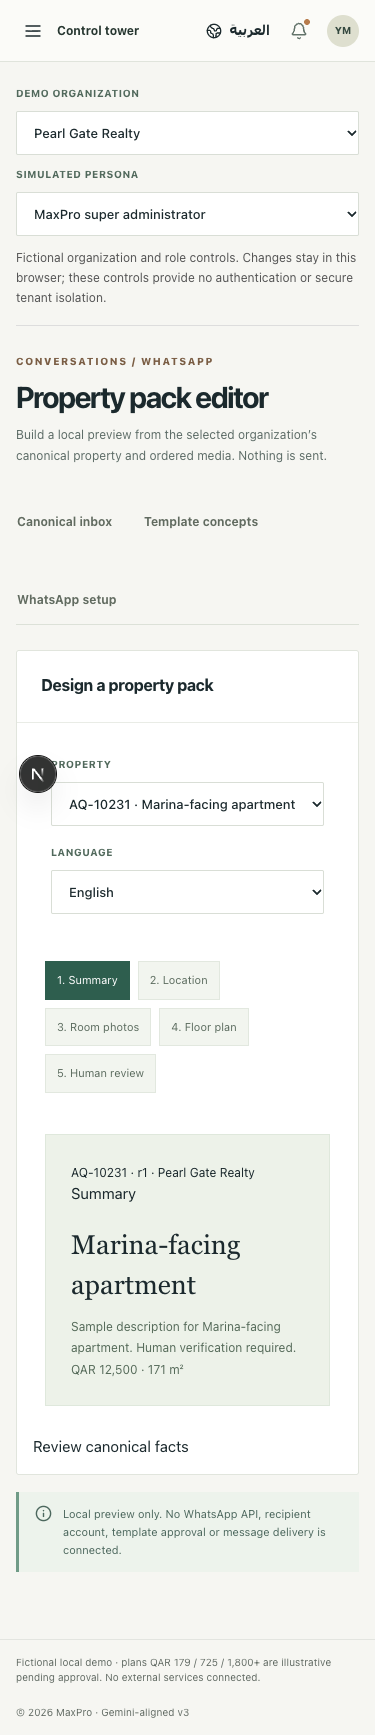 Control tower
العربية
YM
DEMO ORGANIZATION
Pearl Gate Realty
SIMULATED PERSONA
MaxPro super administrator
Fictional organization and role controls. Changes stay in this
browser; these controls provide no authentication or secure
tenant isolation.
CONVERSATIONS / WHATSAPP
Property pack editor
Build a local preview from the selected organization's
canonical property and ordered media. Nothing is sent.
Canonical inbox
Template concepts
WhatsApp setup
Design a property pack
N
PROPERTY
AQ-10231 · Marina-facing apartment
LANGUAGE
English
1. Summary
2. Location
3. Room photos
4. Floor plan
5. Human review
AQ-10231 · r1 · Pearl Gate Realty
Summary
Marina-facing
apartment
Sample description for Marina-facing
apartment. Human verification required.
QAR 12,500 · 171 m²
Review canonical facts
Local preview only. No WhatsApp API, recipient
account, template approval or message delivery is
connected.
Fictional local demo · plans QAR 179 / 725 / 1,800+ are illustrative
pending approval. No external services connected.
© 2026 MaxPro · Gemini-aligned v3